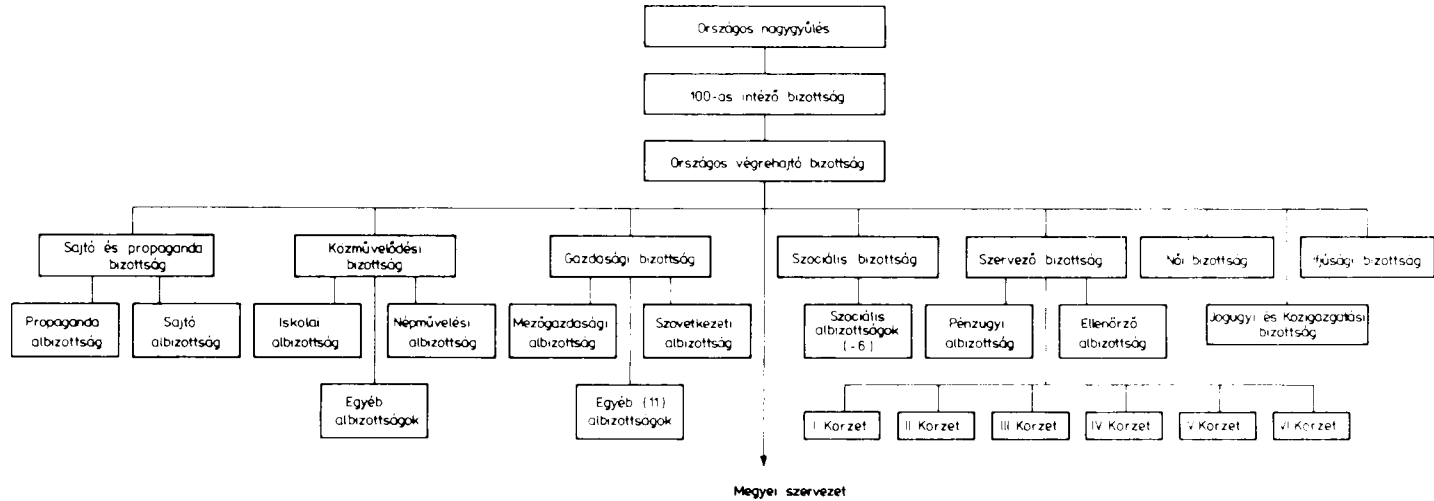 Országos nagygyűlés
100-as intéző bizottság
Országos végrehajtó bizottság
Sajtó és propaganda
bizottság
Közművelődési
bizottság
Gazdasági bizottság
Szociális bizottság
Szervező bizottság
Női bizottság
Ifjúsági bizottság
Propaganda
albizottság
Sajtó
albizottság
Iskolai
albizottság
Népművelési
albizottság
Mezőgazdasági
albizottság
Szövetkezeti
albizottság
Szociális
albizottságok
(-6)
Pénzügyi
albizottság
Ellenőrző
albizottság
Jogügyi és Közigazgatási
bizottság
Egyéb
albizottságok
Egyéb (11)
albizottságok
I Körzet
II Körzet
III Körzet
IV Körzet
V Körzet
VI Körzet
Megyei szervezet